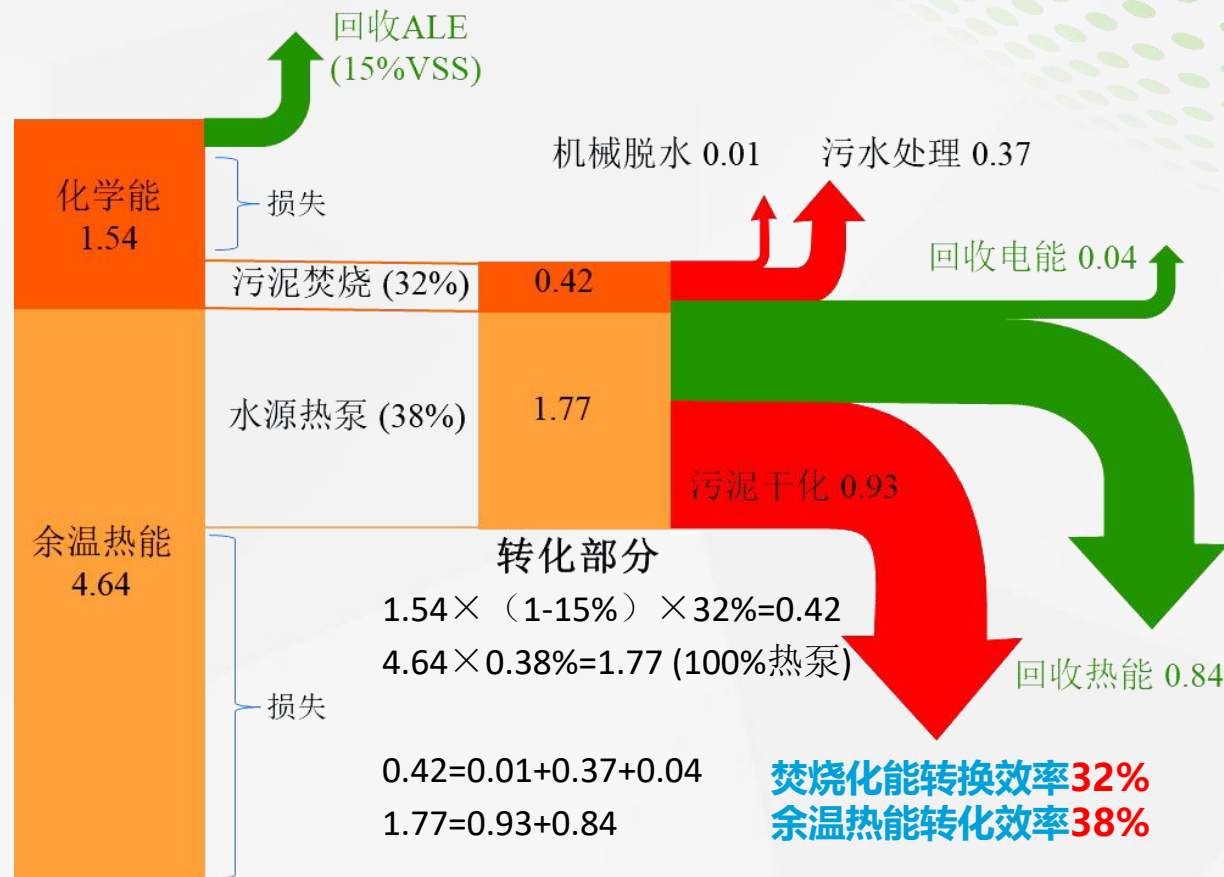 回收ALE
(15%VSS)
机械脱水 0.01
污水处理 0.37
化学能
1.54
损失
回收电能 0.04
污泥焚烧 (32%)
0.42
水源热泵 (38%)
1.77
污泥干化 0.93
余温热能
4.64
转化部分
1.54×（1-15%）×32%=0.42
4.64×0.38%=1.77 (100%热泵)
回收热能 0.84
损失
0.42=0.01+0.37+0.04
1.77=0.93+0.84
焚烧化能转换效率32%
余温热能转化效率38%